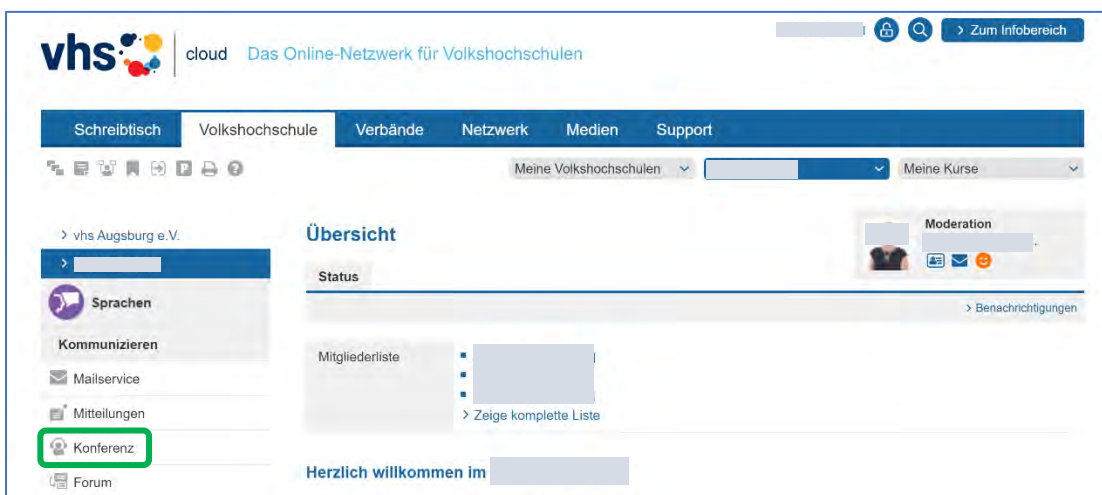 > Zum Infobereich
vhs cloud Das Online-Netzwerk für Volkshochschulen
Schreibtisch Volkshochschule Verbände Netzwerk Medien Support
P ? Meine Volkshochschulen Meine Kurse
> vhs Augsburg e.V.
>
Sprachen
Kommunizieren
Mailservice
Mitteilungen
Konferenz
Forum
Übersicht
Status
Moderation
> Benachrichtigungen
Mitgliederliste
> Zeige komplette Liste
Herzlich willkommen im